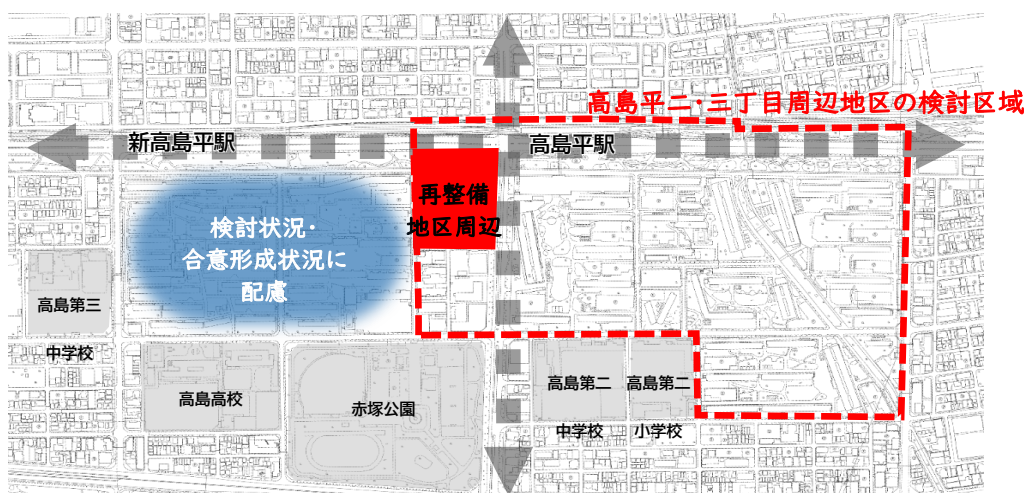 高島平二・三丁目周辺地区の検討区域
新高島平駅
高島平駅
再整備
地区周辺
検討状況・
合意形成状況に
配慮
高島第三
中学校
高島高校
赤塚公園
高島第二
中学校
高島第二
小学校